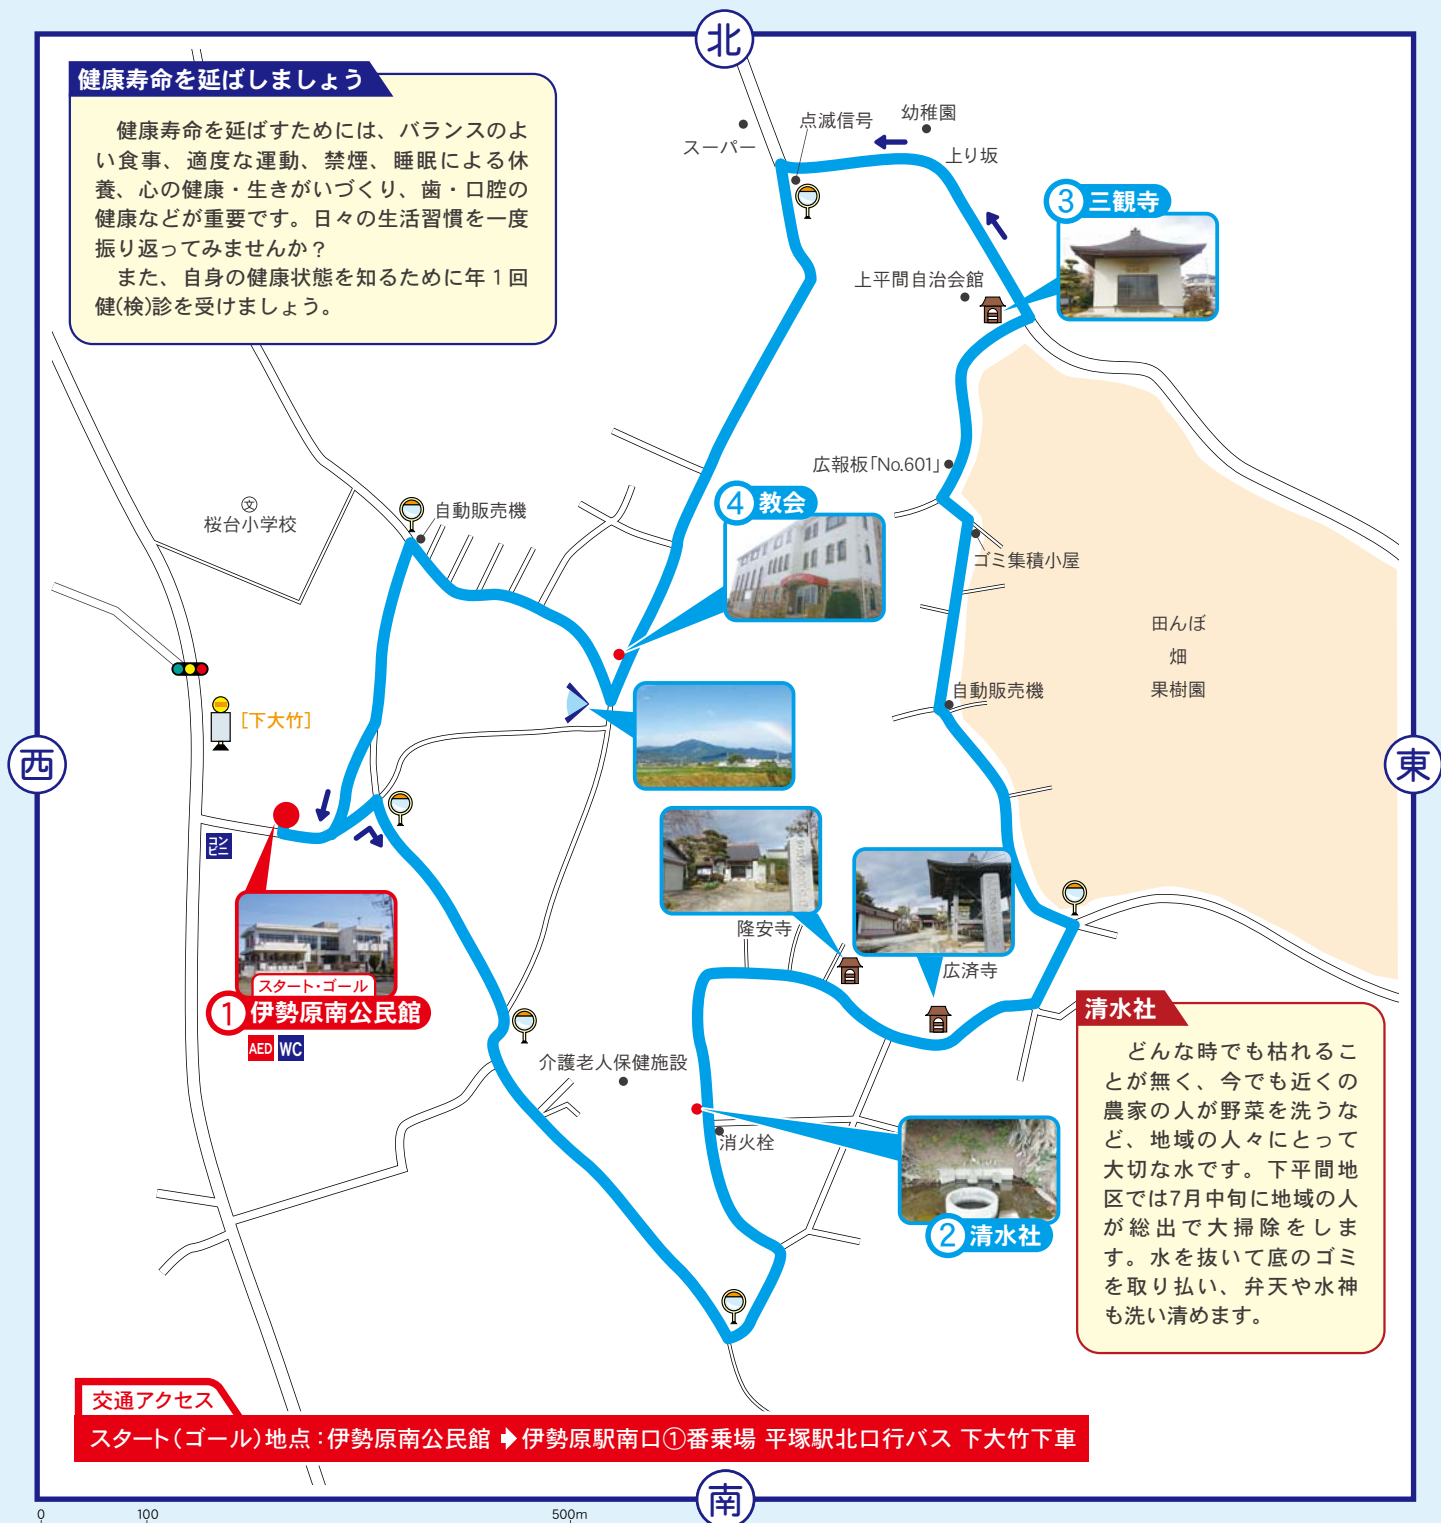 北
健康寿命を延ばしましょう
健康寿命を延ばすためには、バランスのよ
い食事、適度な運動、禁煙、睡眠による休
養、心の健康・生きがいづくり、歯・口腔の
健康などが重要です。日々の生活習慣を一度
振り返ってみませんか？
また、自身の健康状態を知るために年１回
健(検)診を受けましょう。
スーパー
点滅信号
幼稚園
上り坂
③ 三観寺
上平間自治会館
広報板「No.601」
④ 教会
文
桜台小学校
自動販売機
ゴミ集積小屋
田んぼ
畑
果樹園
自動販売機
[下大竹]
西
東
コンビニ
隆安寺
広済寺
スタート・ゴール
① 伊勢原南公民館
AED WC
介護老人保健施設
消火栓
② 清水社
清水社
どんな時でも枯れるこ
とが無く、今でも近くの
農家の人が野菜を洗うな
ど、地域の人々にとって
大切な水です。下平間地
区では7月中旬に地域の人
が総出で大掃除をしま
す。水を抜いて底のゴミ
を取り払い、弁天や水神
も洗い清めます。
交通アクセス
スタート（ゴール）地点：伊勢原南公民館 ➡ 伊勢原駅南口①番乗場 平塚駅北口行バス 下大竹下車
南
0 100 500m